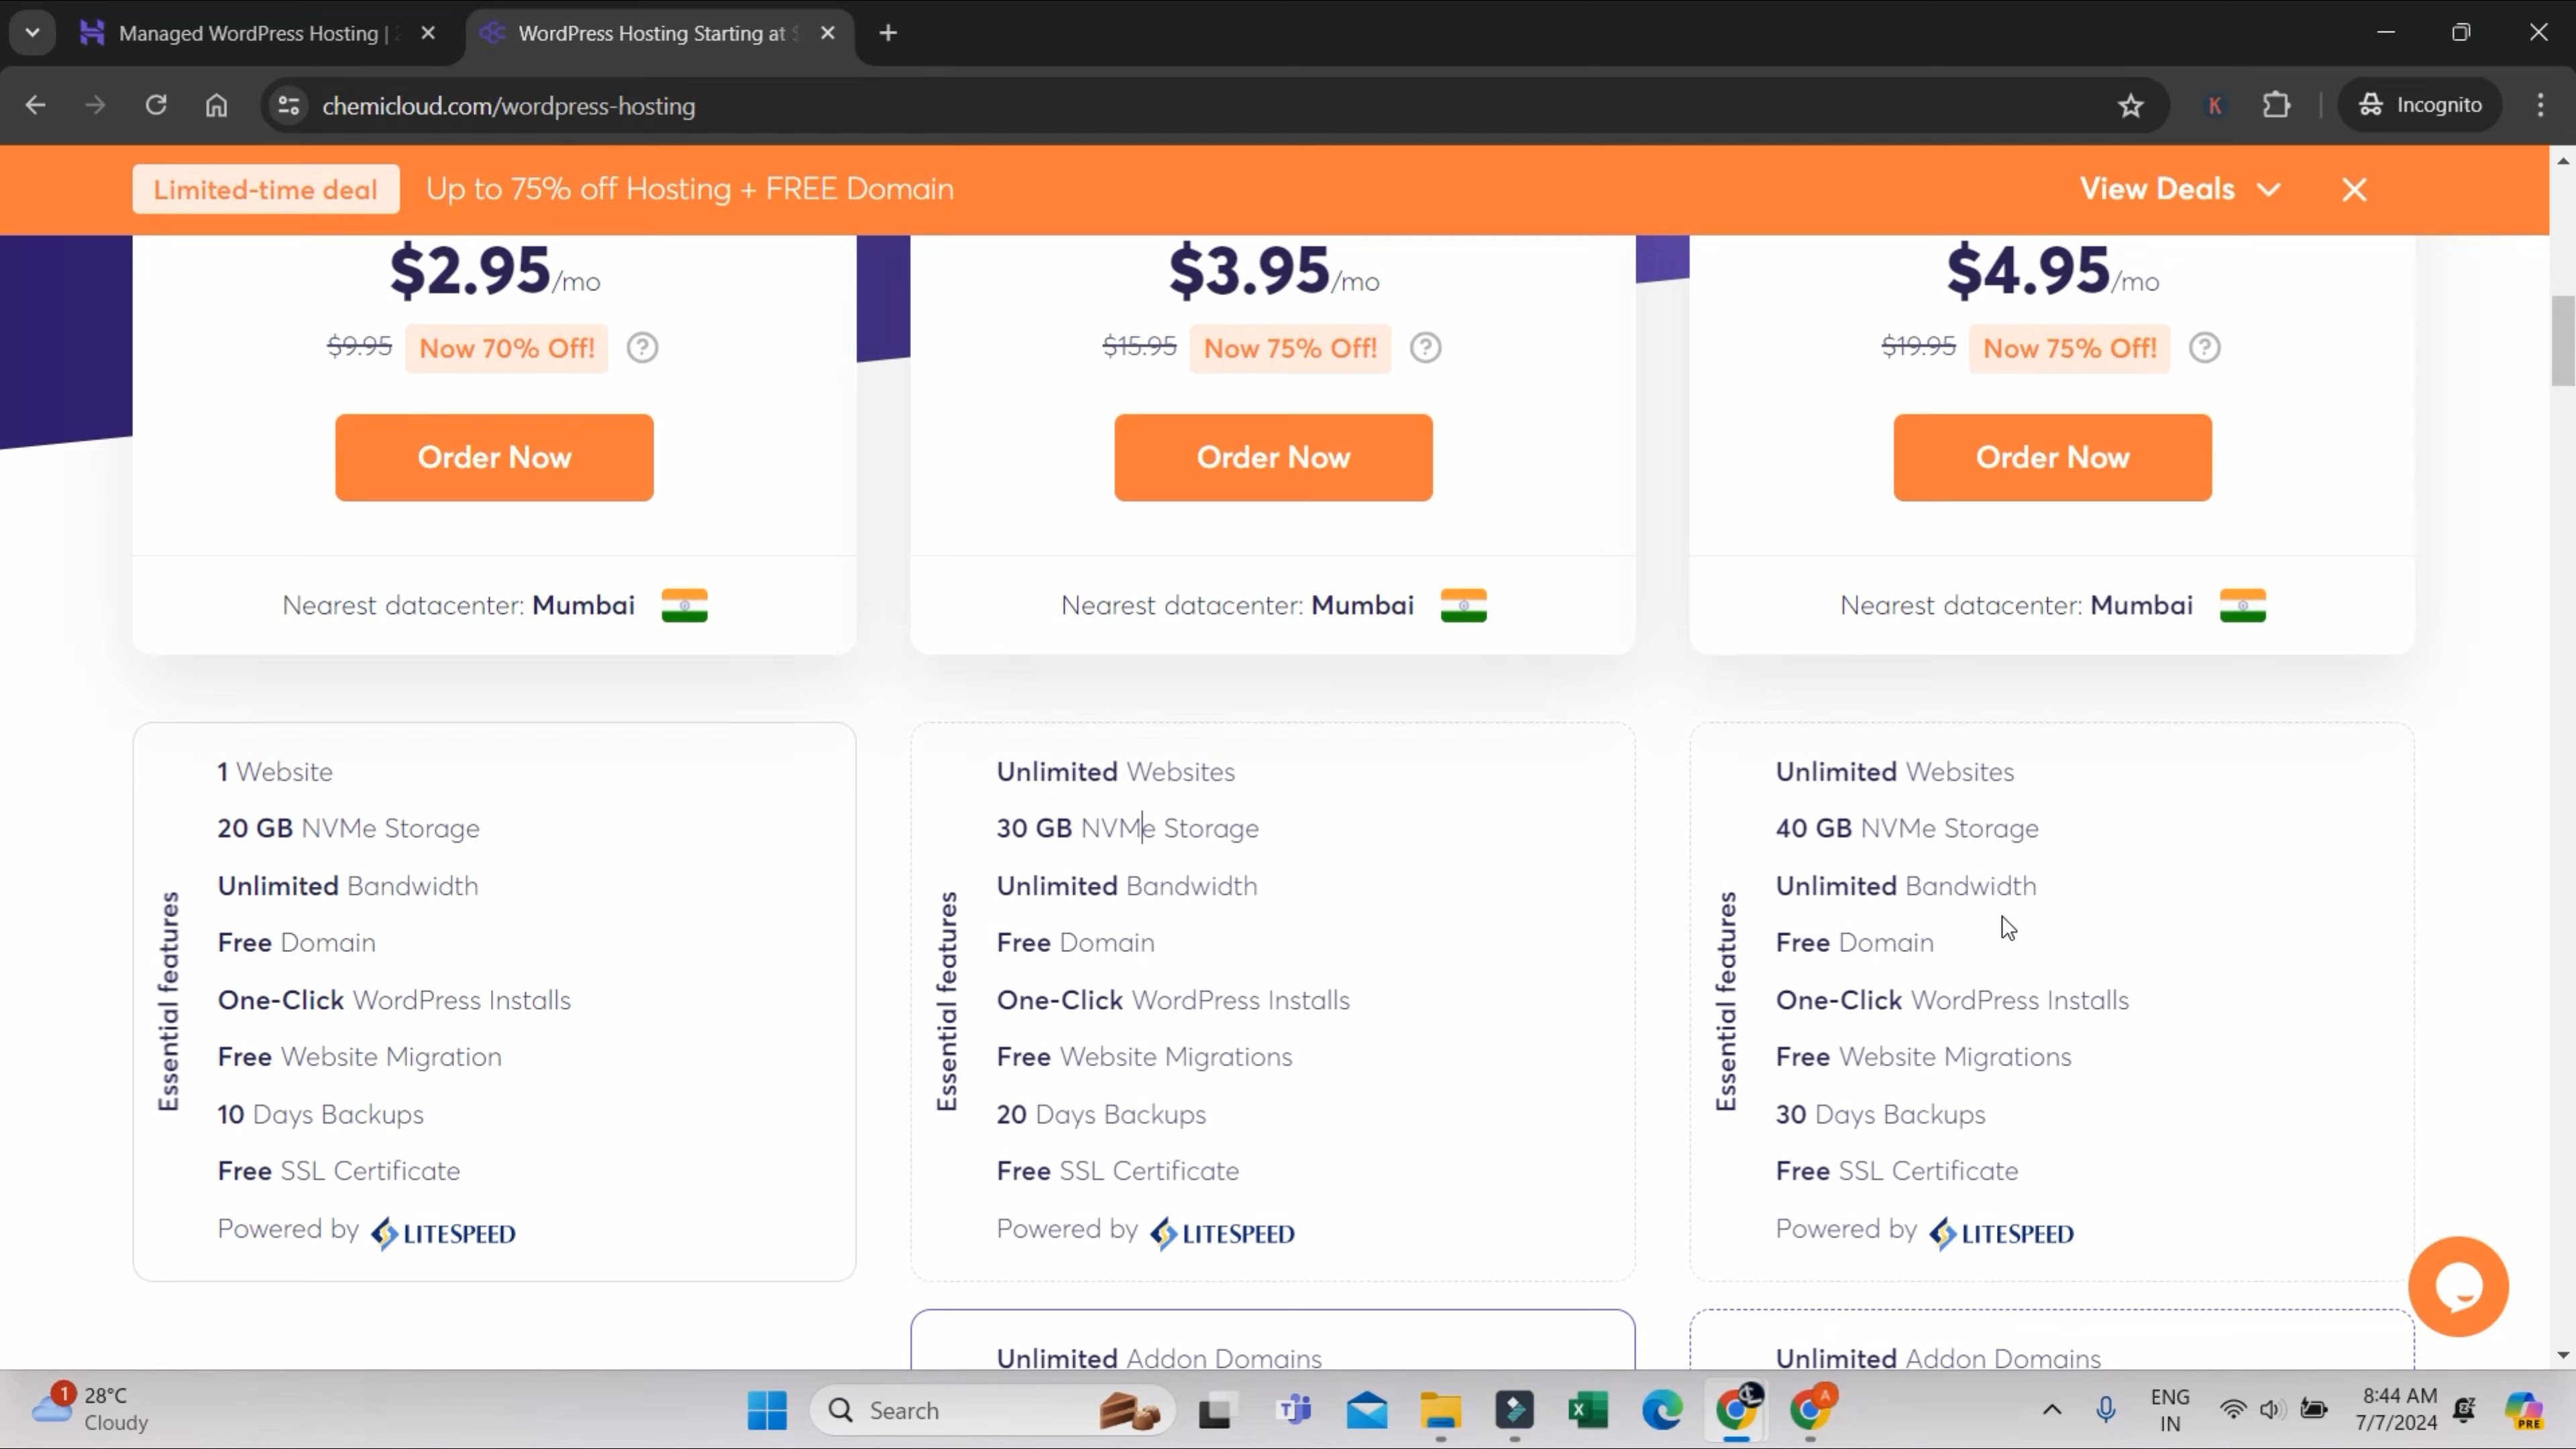 Managed WordPress Hosting | 2
WordPress Hosting Starting at $
chemicloud.com/wordpress-hosting
K
Incognito
Limited-time deal
Up to 75% off Hosting + FREE Domain
View Deals
$2.95/mo
$9.95 Now 70% Off! ?
Order Now
Nearest datacenter: Mumbai
$3.95/mo
$15.95 Now 75% Off! ?
Order Now
Nearest datacenter: Mumbai
$4.95/mo
$19.95 Now 75% Off! ?
Order Now
Nearest datacenter: Mumbai
Essential features
1 Website
20 GB NVMe Storage
Unlimited Bandwidth
Free Domain
One-Click WordPress Installs
Free Website Migration
10 Days Backups
Free SSL Certificate
Powered by LITESPEED
Essential features
Unlimited Websites
30 GB NVMe Storage
Unlimited Bandwidth
Free Domain
One-Click WordPress Installs
Free Website Migrations
20 Days Backups
Free SSL Certificate
Powered by LITESPEED
Unlimited Addon Domains
Essential features
Unlimited Websites
40 GB NVMe Storage
Unlimited Bandwidth
Free Domain
One-Click WordPress Installs
Free Website Migrations
30 Days Backups
Free SSL Certificate
Powered by LITESPEED
Unlimited Addon Domains
1
28°C
Cloudy
Search
A
ENG
IN
8:44 AM
7/7/2024
PRE